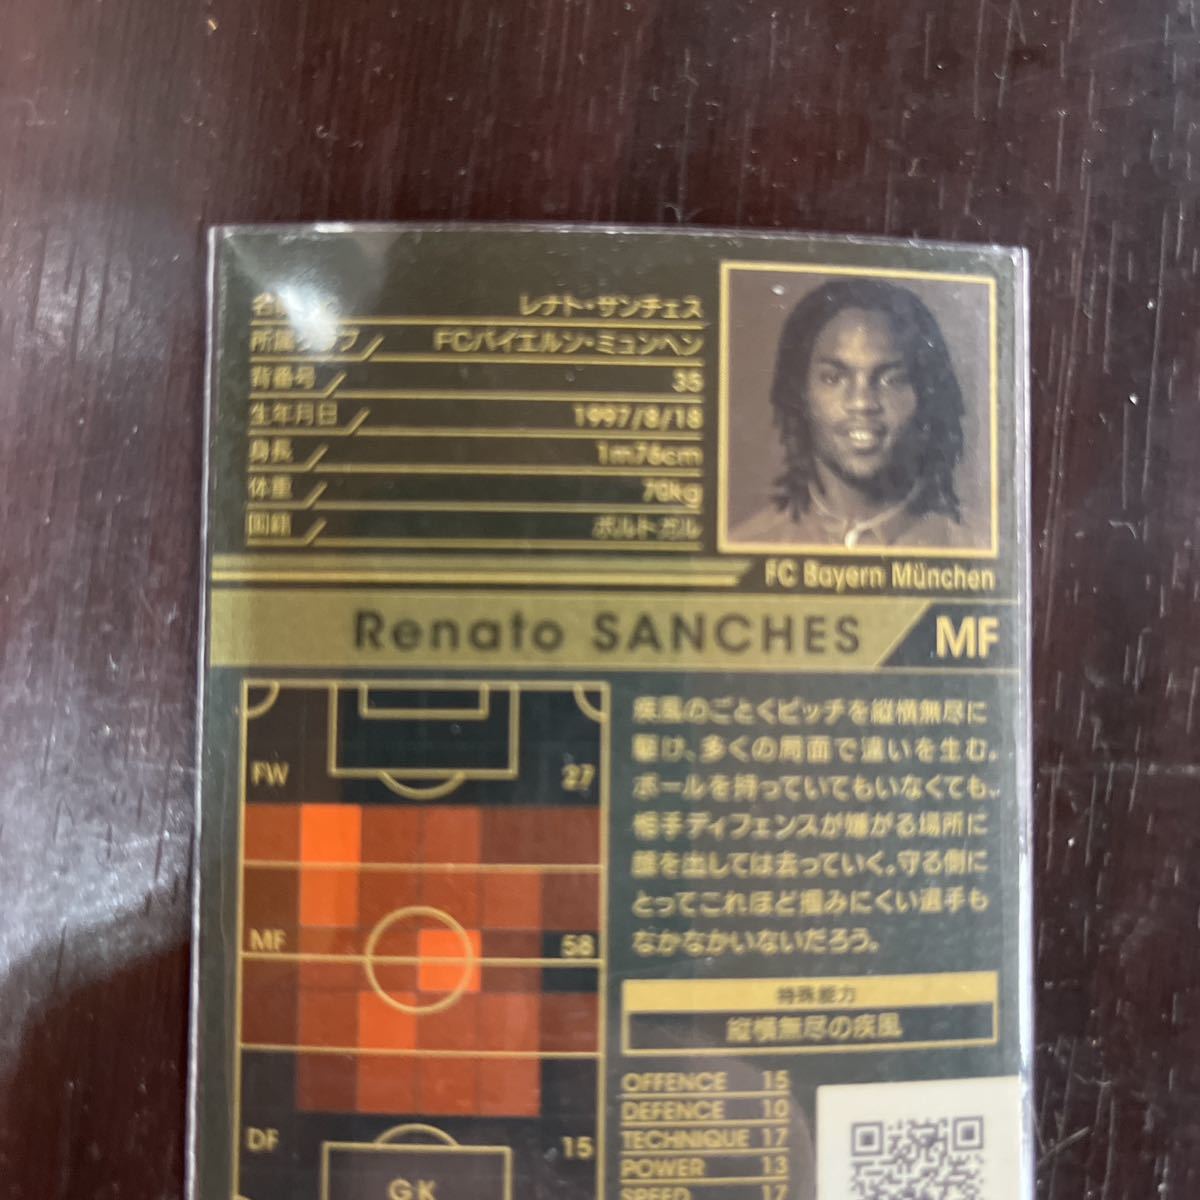 レナト・サンチェス
所属クラブ FCバイエルン・ミュンヘン
背番号 35
生年月日 1997/8/18
身長 1m76cm
体重 70kg
国籍 ポルトガル
FC Bayern München
Renato SANCHES MF
FW 27
MF 58
DF 15
GK
疾風のごとくピッチを縦横無尽に
駆け、多くの局面で違いを生む。
ボールを持っていてもいなくても、
相手ディフェンスが嫌がる場所に
顔を出しては去っていく。守る側に
とってこれほど掴みにくい選手も
なかなかいないだろう。
特殊能力
縦横無尽の疾風
OFFENCE 15
DEFENCE 10
TECHNIQUE 17
POWER 13
SPEED 17